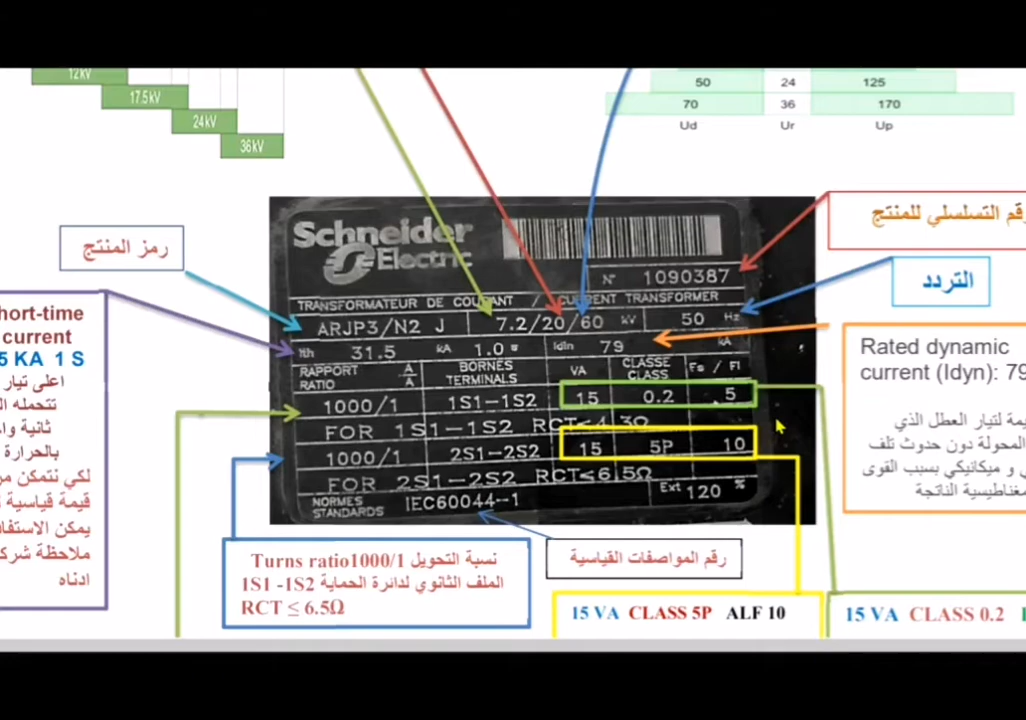 12kV
17.5kV
24kV
36kV
50 24 125
70 36 170
Ud Ur Up
رمز المنتج
Schneider
Electric
N° 1090387
TRANSFORMATEUR DE COURANT / CURRENT TRANSFORMER
ARJP3/N2 J 7.2/20/60 kV 50 Hz
Ith 31.5 kA 1.0 s Idin 79 kA
RAPPORT
RATIO
A
A
BORNES
TERMINALS
VA
CLASSE
CLASS
Fs / Fl
1000/1 1S1-1S2 15 0.2 5
FOR 1S1-1S2 RCT≤4.3Ω
1000/1 2S1-2S2 15 5P 10
FOR 2S1-2S2 RCT≤6.5Ω
NORMES
STANDARDS
IEC60044-1
Ext 120 %
قم التسلسلي للمنتج
التردد
hort-time
current
5 KA 1 S
اعلى تيار
تتحمله ال
ثانية وا
بالحرارة
لكي نتمكن مر
قيمة قياسية
يمكن الاستفا
ملاحظة شرك
ادناه
Rated dynamic
current (Idyn): 79
يمة لتيار العطل الذي
المحولة دون حدوث تلف
ي و ميكانيكي بسبب القوى
مغناطيسية الناتجة
نسبة التحويل Turns ratio1000/1
الملف الثانوي لدائرة الحماية 1S1 -1S2
RCT ≤ 6.5Ω
رقم المواصفات القياسية
15 VA CLASS 5P ALF 10
15 VA CLASS 0.2